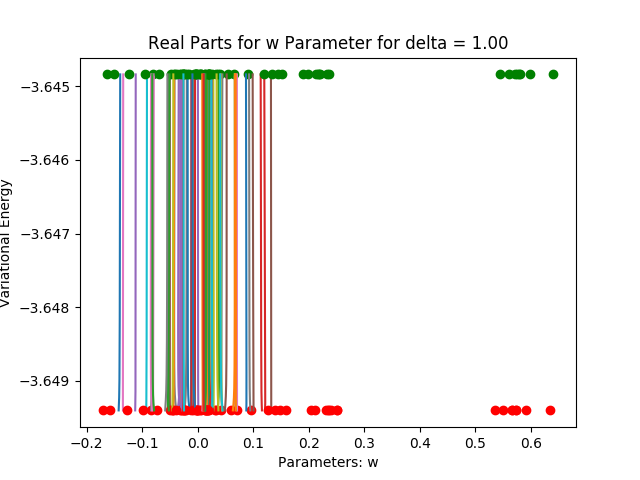 Real Parts for w Parameter for delta = 1.00
Variational Energy
−3.645
−3.646
−3.647
−3.648
−3.649
−0.2 −0.1 0.0 0.1 0.2 0.3 0.4 0.5 0.6
Parameters: w